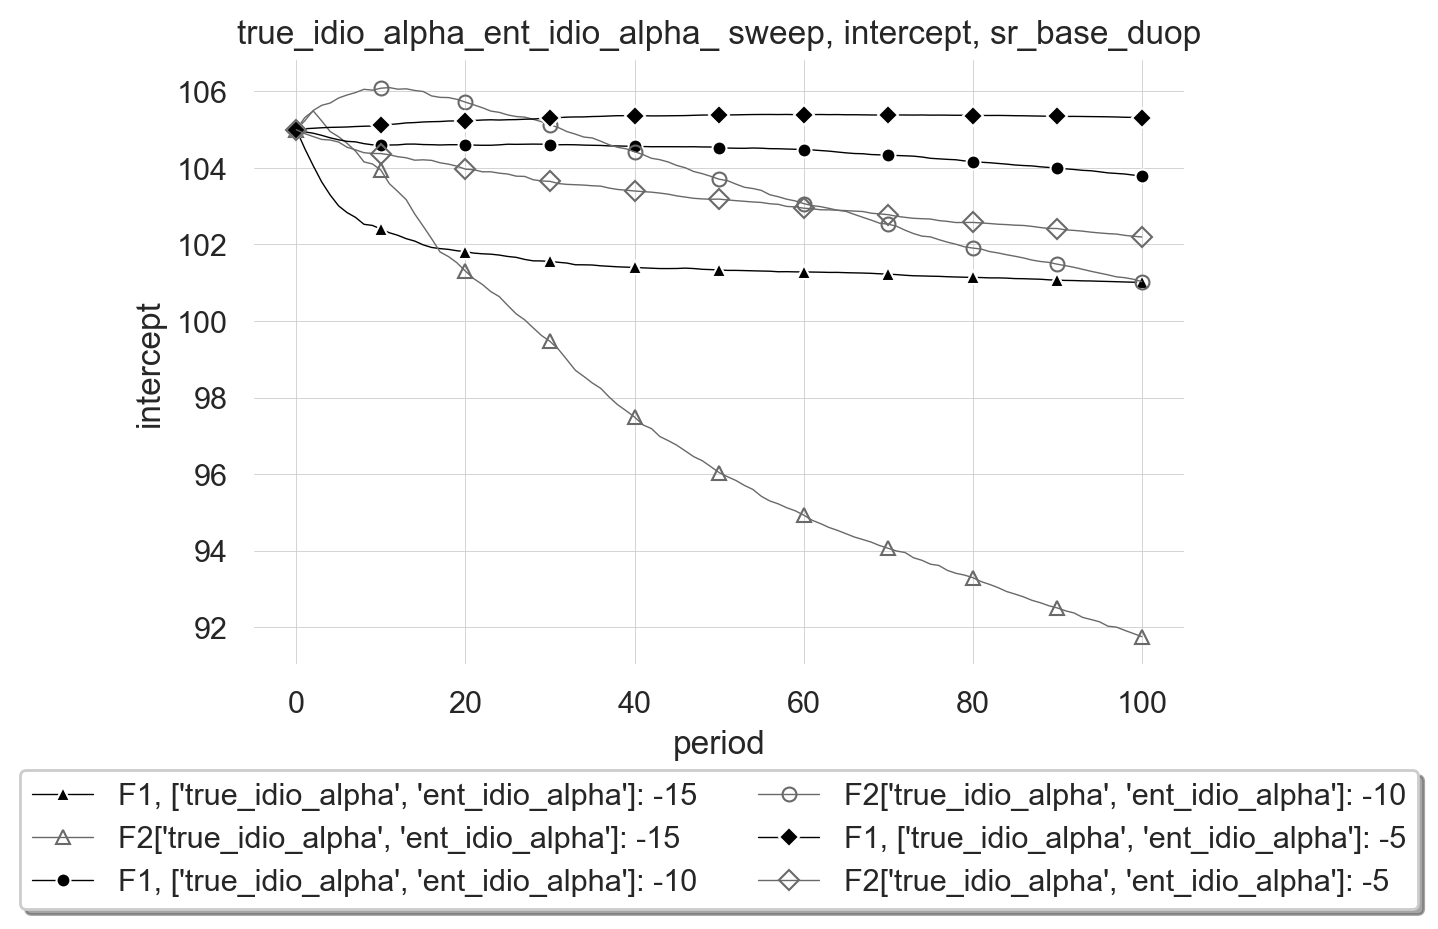 true_idio_alpha_ent_idio_alpha_ sweep, intercept, sr_base_duop
106
104
102
100
98
96
94
92
intercept
0 20 40 60 80 100
period
F1, ['true_idio_alpha', 'ent_idio_alpha']: -15
F2['true_idio_alpha', 'ent_idio_alpha']: -15
F1, ['true_idio_alpha', 'ent_idio_alpha']: -10
F2['true_idio_alpha', 'ent_idio_alpha']: -10
F1, ['true_idio_alpha', 'ent_idio_alpha']: -5
F2['true_idio_alpha', 'ent_idio_alpha']: -5